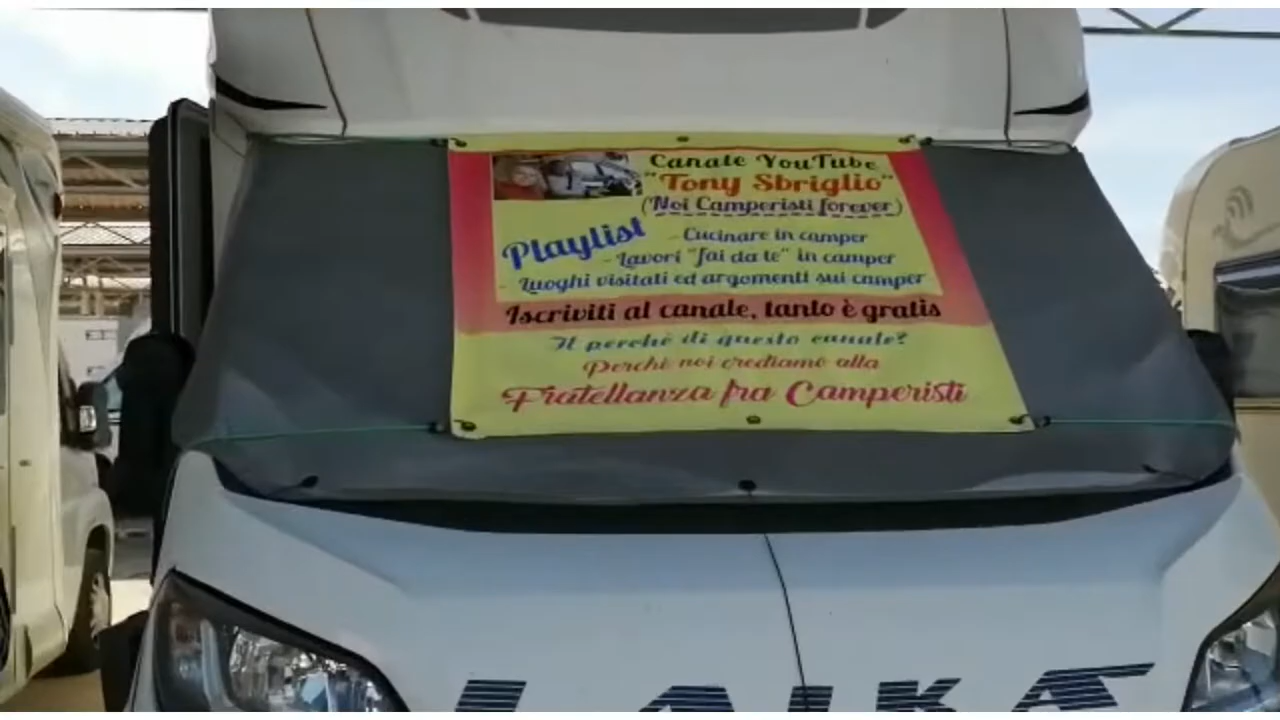 Canale YouTube
"Tony Sbriglio"
(Noi Camperisti forever)
Playlist
- Cucinare in camper
- Lavori "fai da te" in camper
- Luoghi visitati ed argomenti sui camper
Iscriviti al canale, tanto è gratis
Il perchè di questo canale?
Perchè noi crediamo alla
Fratellanza fra Camperisti
LAIKA